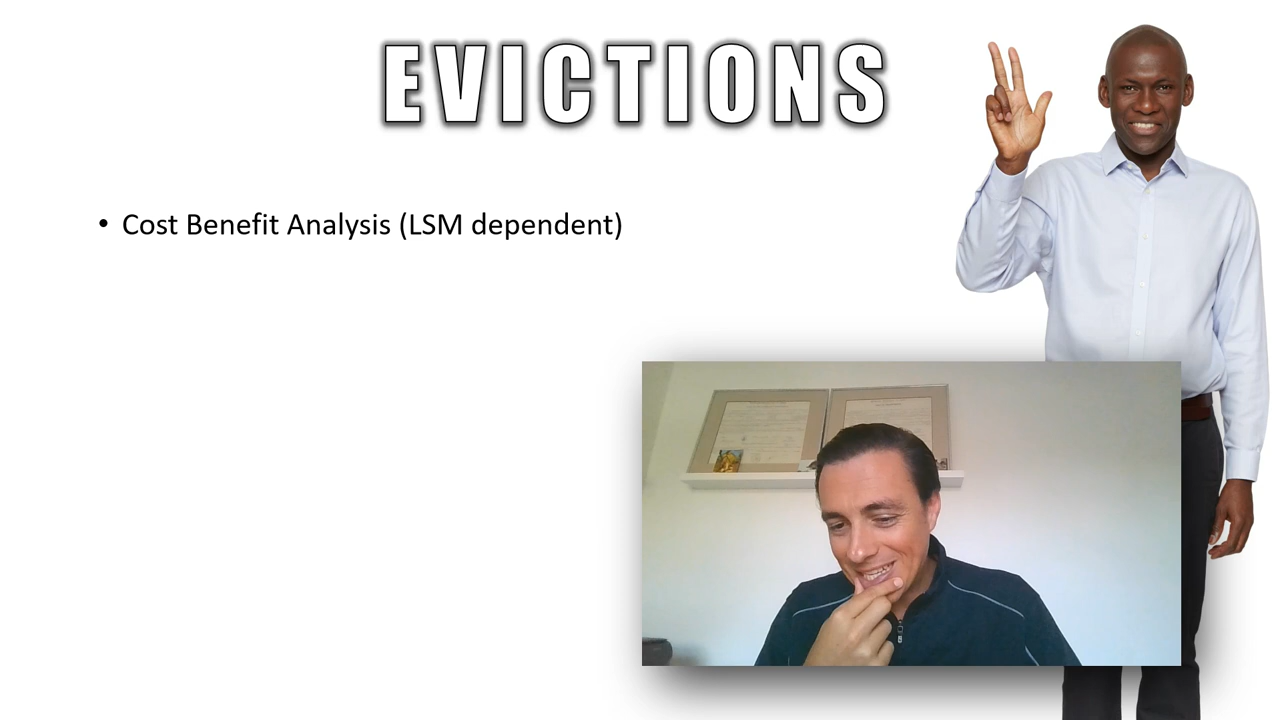 EVICTIONS
• Cost Benefit Analysis (LSM dependent)